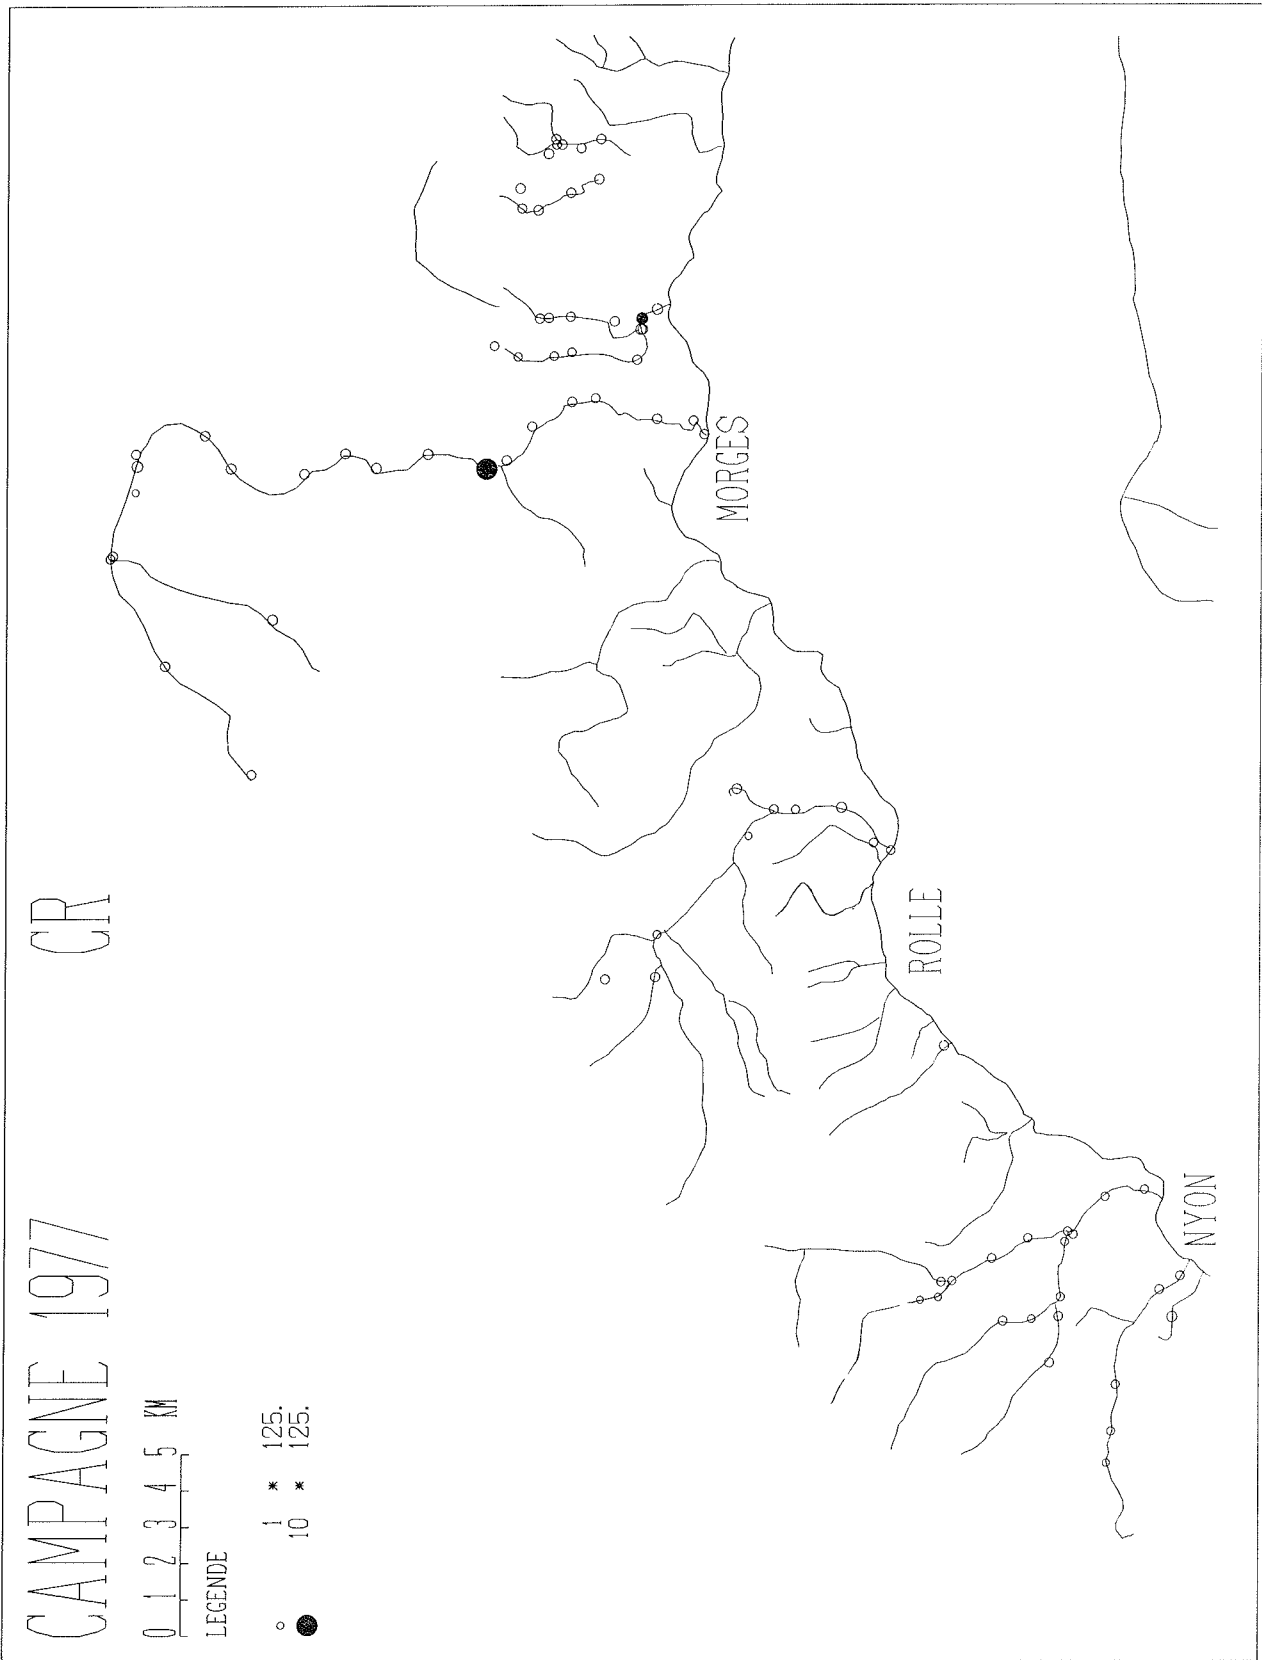 CAMPAGNE 1977 CR
0 1 2 3 4 5 KM
LEGENDE
1 * 125.
10 * 125.
MORGES
ROLLE
NYON